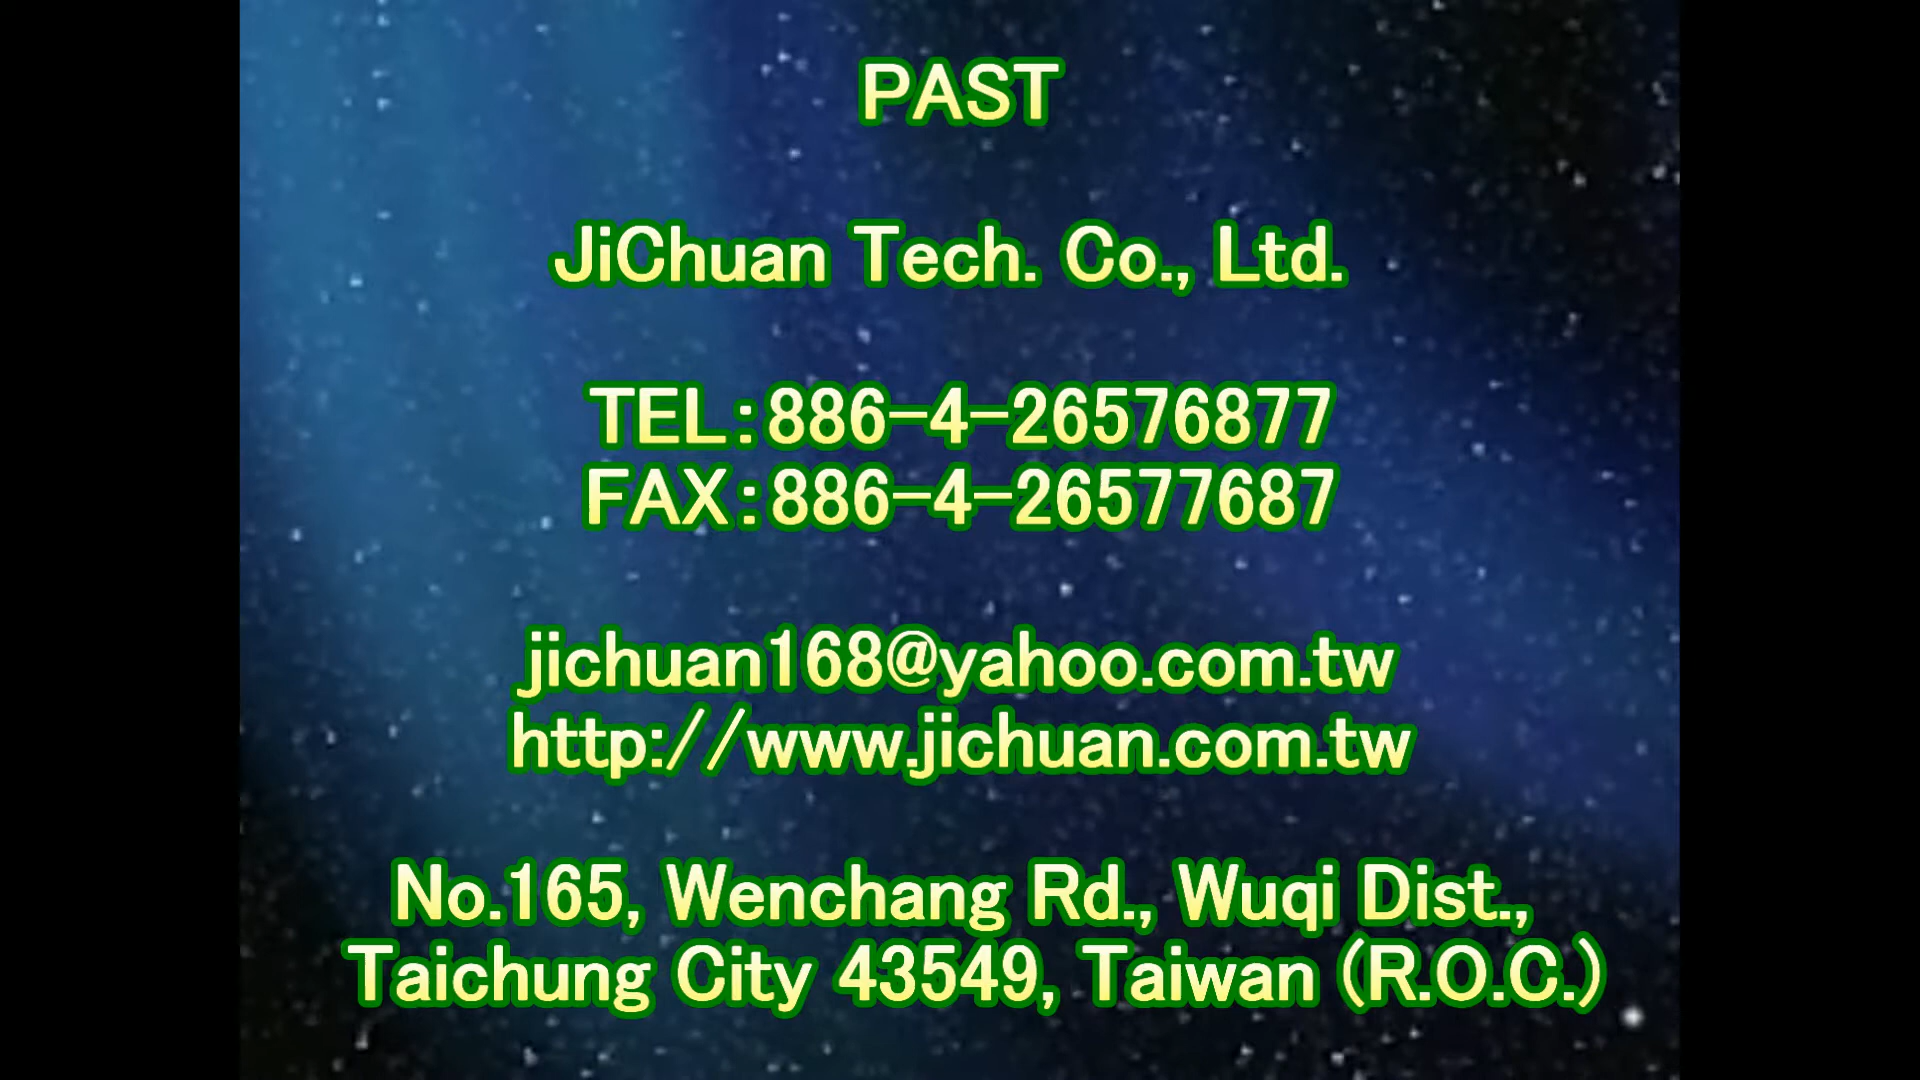 PAST
JiChuan Tech. Co., Ltd.
TEL:886-4-26576877
FAX:886-4-26577687
jichuan168@yahoo.com.tw
http://www.jichuan.com.tw
No.165, Wenchang Rd., Wuqi Dist.,
Taichung City 43549, Taiwan (R.O.C.)